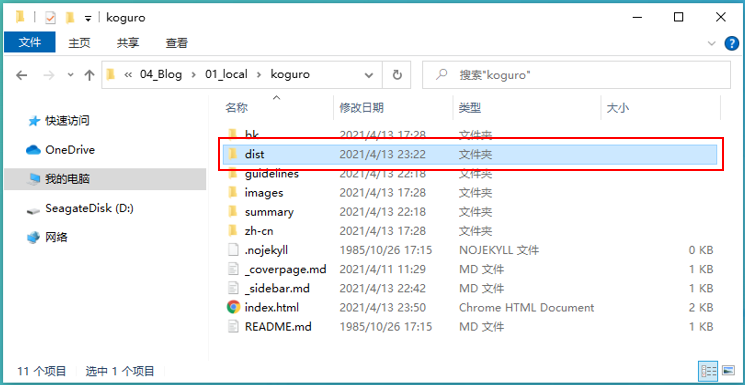 koguro
文件 主页 共享 查看
« 04_Blog › 01_local › koguro 搜索"koguro"
名称 修改日期 类型 大小
快速访问
OneDrive
我的电脑
SeagateDisk (D:)
网络
bk 2021/4/13 17:28 文件夹
dist 2021/4/13 23:22 文件夹
guidelines 2021/4/13 22:18 文件夹
images 2021/4/13 17:28 文件夹
summary 2021/4/13 22:18 文件夹
zh-cn 2021/4/13 17:28 文件夹
.nojekyll 1985/10/26 17:15 NOJEKYLL 文件 0 KB
_coverpage.md 2021/4/11 11:29 MD 文件 1 KB
_sidebar.md 2021/4/13 22:42 MD 文件 1 KB
index.html 2021/4/13 23:50 Chrome HTML Document 2 KB
README.md 1985/10/26 17:15 MD 文件 1 KB
11 个项目 选中 1 个项目